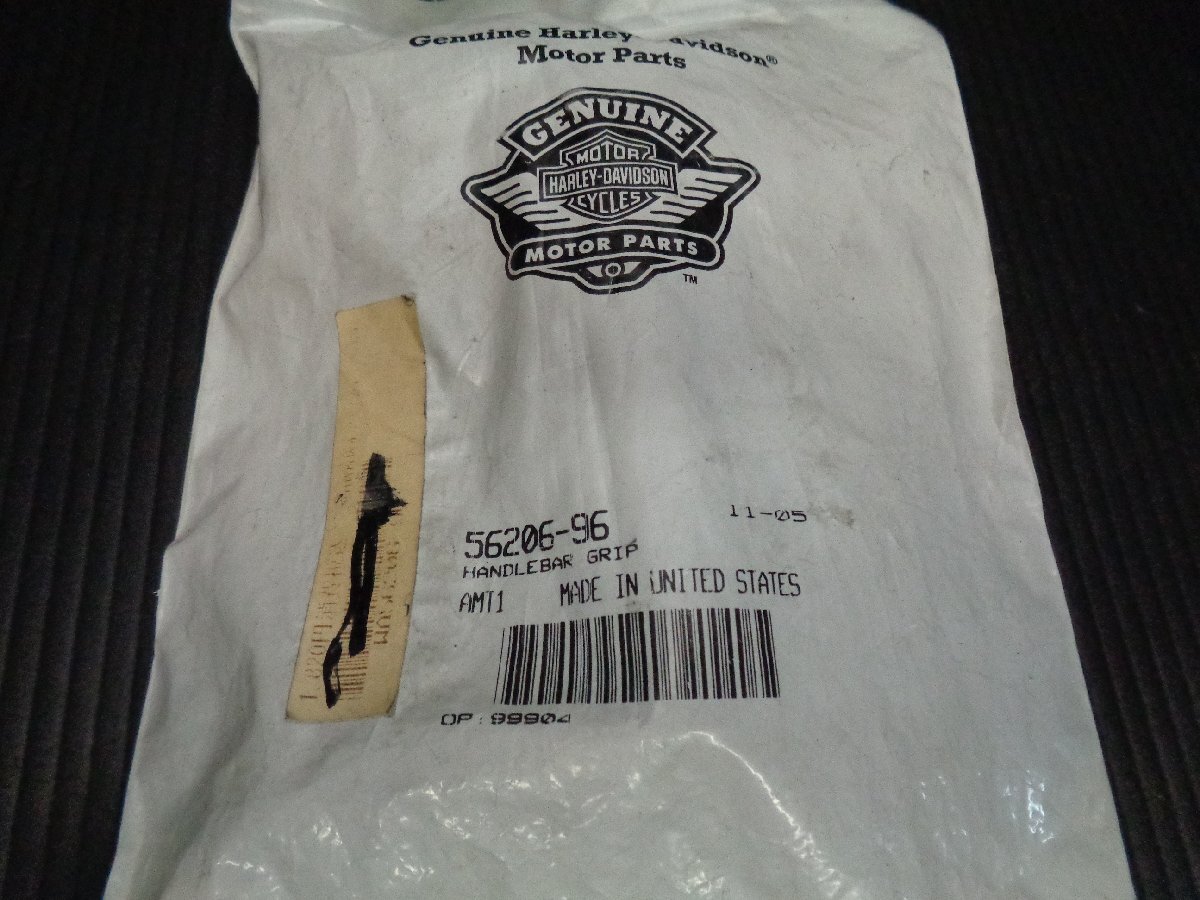 Genuine Harley-Davidson®
Motor Parts
GENUINE
MOTOR
HARLEY-DAVIDSON
CYCLES
MOTOR PARTS
TM
11-05
56206-96
HANDLEBAR GRIP
AMT1 MADE IN UNITED STATES
OP: 99904